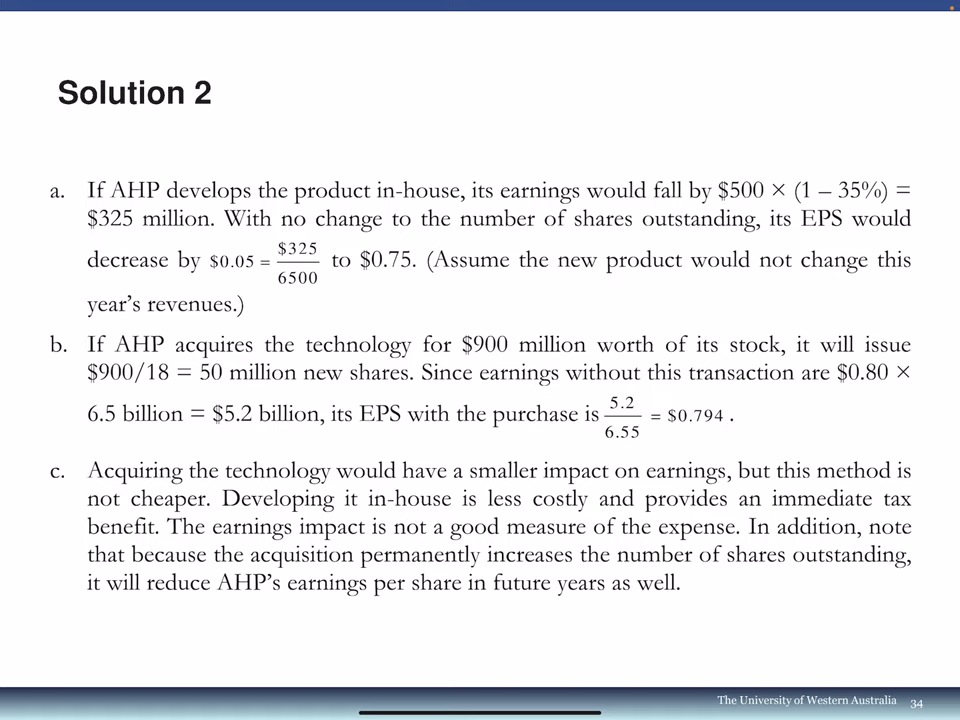 Solution 2
a. If AHP develops the product in-house, its earnings would fall by $500 × (1 – 35%) =
$325 million. With no change to the number of shares outstanding, its EPS would
decrease by $0.05 = $325/6500 to $0.75. (Assume the new product would not change this
year’s revenues.)
b. If AHP acquires the technology for $900 million worth of its stock, it will issue
$900/18 = 50 million new shares. Since earnings without this transaction are $0.80 ×
6.5 billion = $5.2 billion, its EPS with the purchase is 5.2/6.55 = $0.794 .
c. Acquiring the technology would have a smaller impact on earnings, but this method is
not cheaper. Developing it in-house is less costly and provides an immediate tax
benefit. The earnings impact is not a good measure of the expense. In addition, note
that because the acquisition permanently increases the number of shares outstanding,
it will reduce AHP’s earnings per share in future years as well.
The University of Western Australia 34